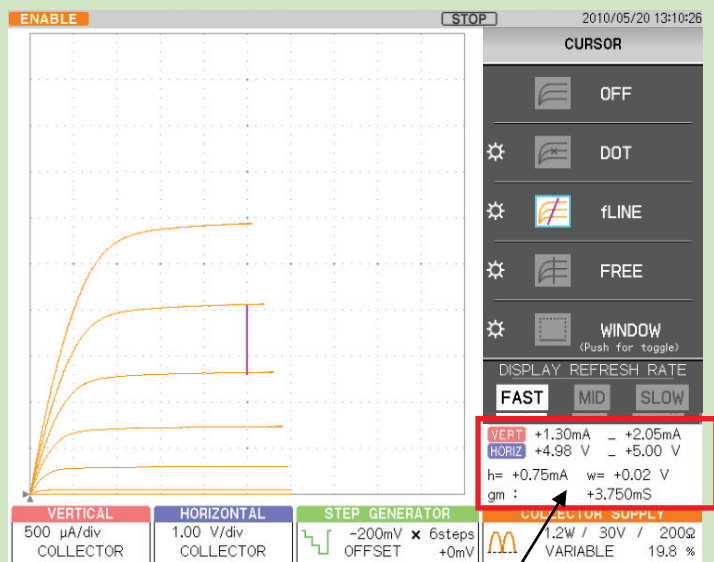 ENABLE STOP 2010/05/20 13:10:26
CURSOR
OFF
DOT
fLINE
FREE
WINDOW
(Push for toggle)
DISPLAY REFRESH RATE
FAST MID SLOW
VERT +1.30mA _ +2.05mA
HORIZ +4.98 V _ +5.00 V
h= +0.75mA w= +0.02 V
gm : +3.750mS
VERTICAL HORIZONTAL STEP GENERATOR COLLECTOR SUPPLY
500 µA/div 1.00 V/div -200mV × 6steps 1.2W / 30V / 200Ω
COLLECTOR COLLECTOR OFFSET +0mV VARIABLE 19.8 %